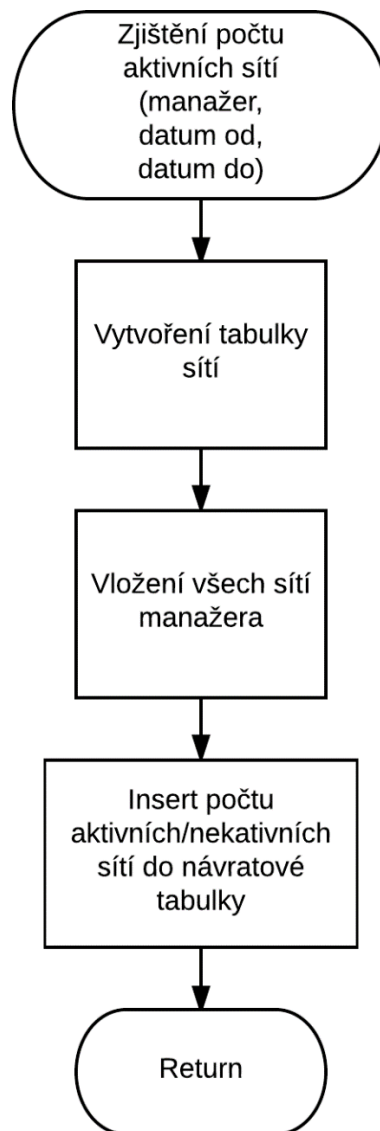 Zjištění počtu
aktivních sítí
(manažer,
datum od,
datum do)
Vytvoření tabulky
sítí
Vložení všech sítí
manažera
Insert počtu
aktivních/nekativních
sítí do návratové
tabulky
Return